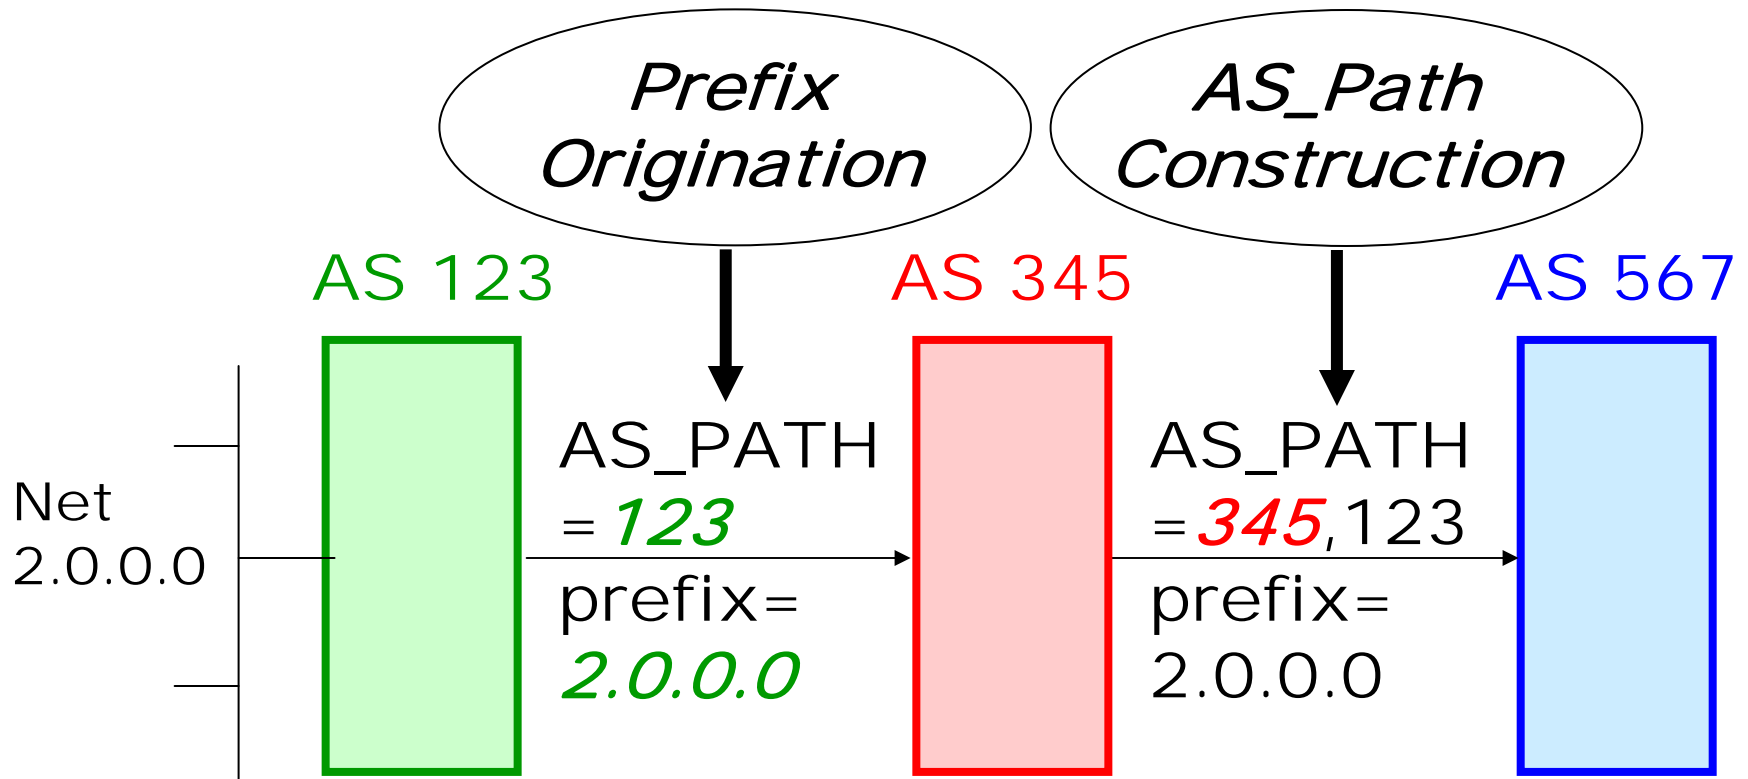 Prefix
Origination
AS_Path
Construction
AS 123
AS 345
AS 567
Net
2.0.0.0
AS_PATH
=123
prefix=
2.0.0.0
AS_PATH
=345,123
prefix=
2.0.0.0